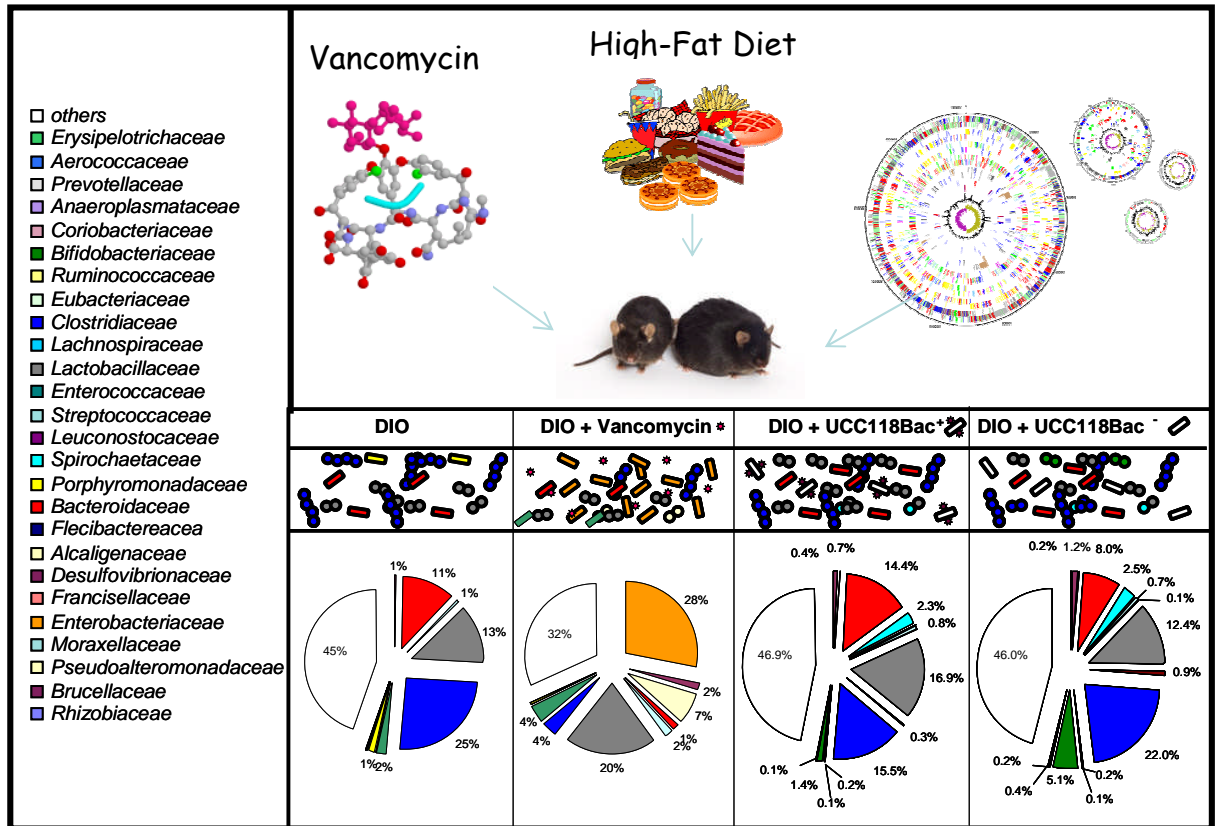 others
Erysipelotrichaceae
Aerococcaceae
Prevotellaceae
Anaeroplasmataceae
Coriobacteriaceae
Bifidobacteriaceae
Ruminococcaceae
Eubacteriaceae
Clostridiaceae
Lachnospiraceae
Lactobacillaceae
Enterococcaceae
Streptococcaceae
Leuconostocaceae
Spirochaetaceae
Porphyromonadaceae
Bacteroidaceae
Flecibactereacea
Alcaligenaceae
Desulfovibrionaceae
Francisellaceae
Enterobacteriaceae
Moraxellaceae
Pseudoalteromonadaceae
Brucellaceae
Rhizobiaceae
Vancomycin
High-Fat Diet
DIO
DIO + Vancomycin
DIO + UCC118Bac+
DIO + UCC118Bac -
1%
11%
1%
13%
45%
25%
1%
2%
28%
32%
2%
7%
1%
2%
20%
4%
4%
0.4%
0.7%
14.4%
2.3%
0.8%
46.9%
16.9%
0.3%
15.5%
0.2%
0.1%
1.4%
0.1%
0.2%
1.2%
8.0%
2.5%
0.7%
0.1%
12.4%
46.0%
0.9%
22.0%
0.2%
0.1%
5.1%
0.4%
0.2%